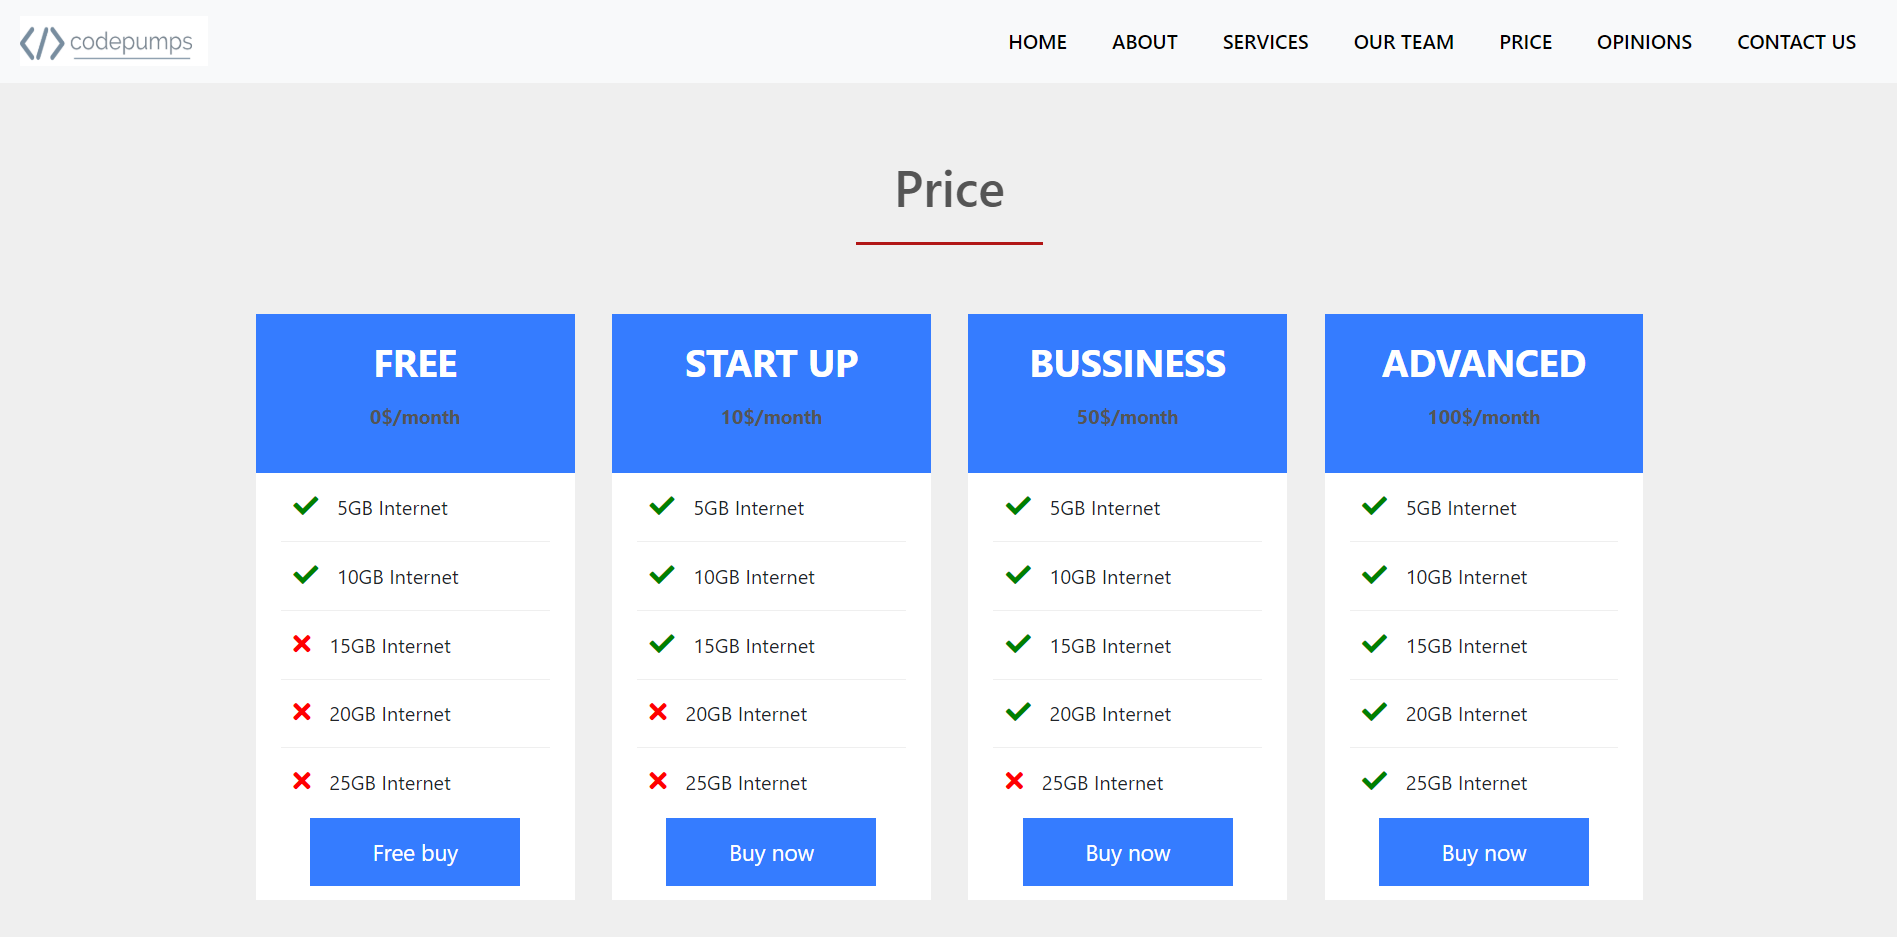 </> codepumps
HOME ABOUT SERVICES OUR TEAM PRICE OPINIONS CONTACT US
Price
FREE
0$/month
5GB Internet
10GB Internet
15GB Internet
20GB Internet
25GB Internet
Free buy
START UP
10$/month
5GB Internet
10GB Internet
15GB Internet
20GB Internet
25GB Internet
Buy now
BUSSINESS
50$/month
5GB Internet
10GB Internet
15GB Internet
20GB Internet
25GB Internet
Buy now
ADVANCED
100$/month
5GB Internet
10GB Internet
15GB Internet
20GB Internet
25GB Internet
Buy now